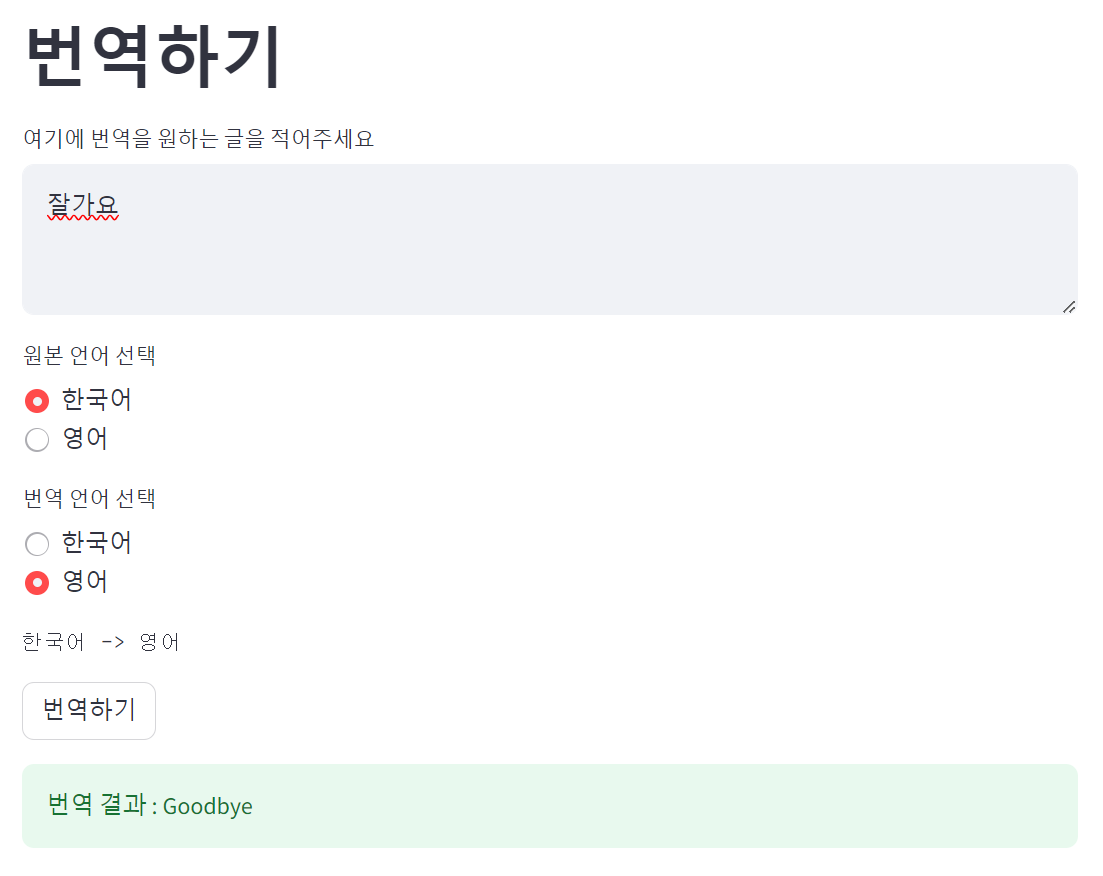 번역하기
여기에 번역을 원하는 글을 적어주세요
잘가요
원본 언어 선택
한국어
영어
번역 언어 선택
한국어
영어
한국어 -> 영어
번역하기
번역 결과 : Goodbye